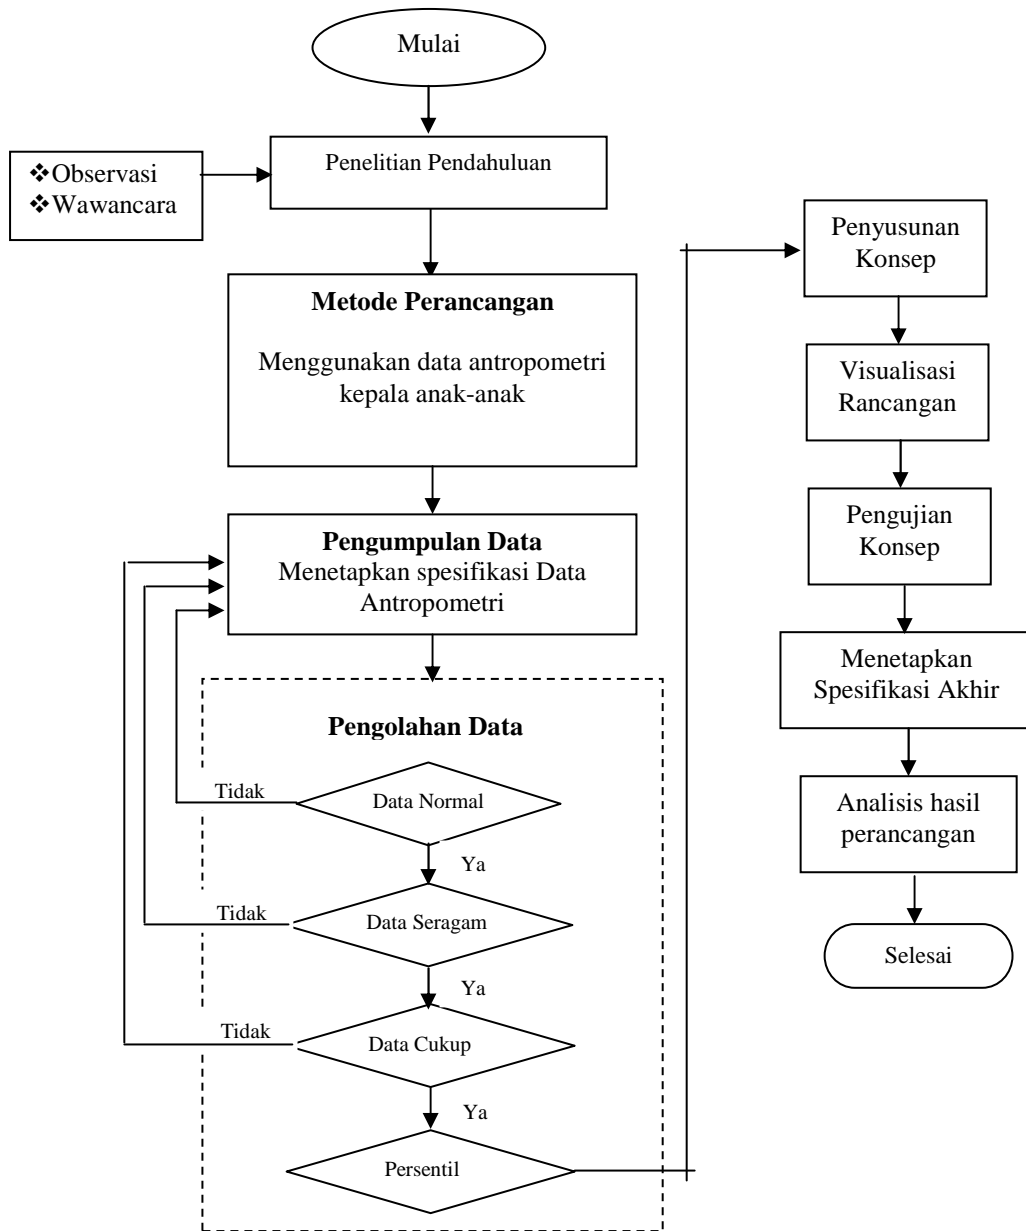 Mulai
Penelitian Pendahuluan
❖Observasi
❖Wawancara
Metode Perancangan
Menggunakan data antropometri
kepala anak-anak
Pengumpulan Data
Menetapkan spesifikasi Data
Antropometri
Pengolahan Data
Tidak
Data Normal
Ya
Tidak
Data Seragam
Ya
Tidak
Data Cukup
Ya
Persentil
Penyusunan
Konsep
Visualisasi
Rancangan
Pengujian
Konsep
Menetapkan
Spesifikasi Akhir
Analisis hasil
perancangan
Selesai